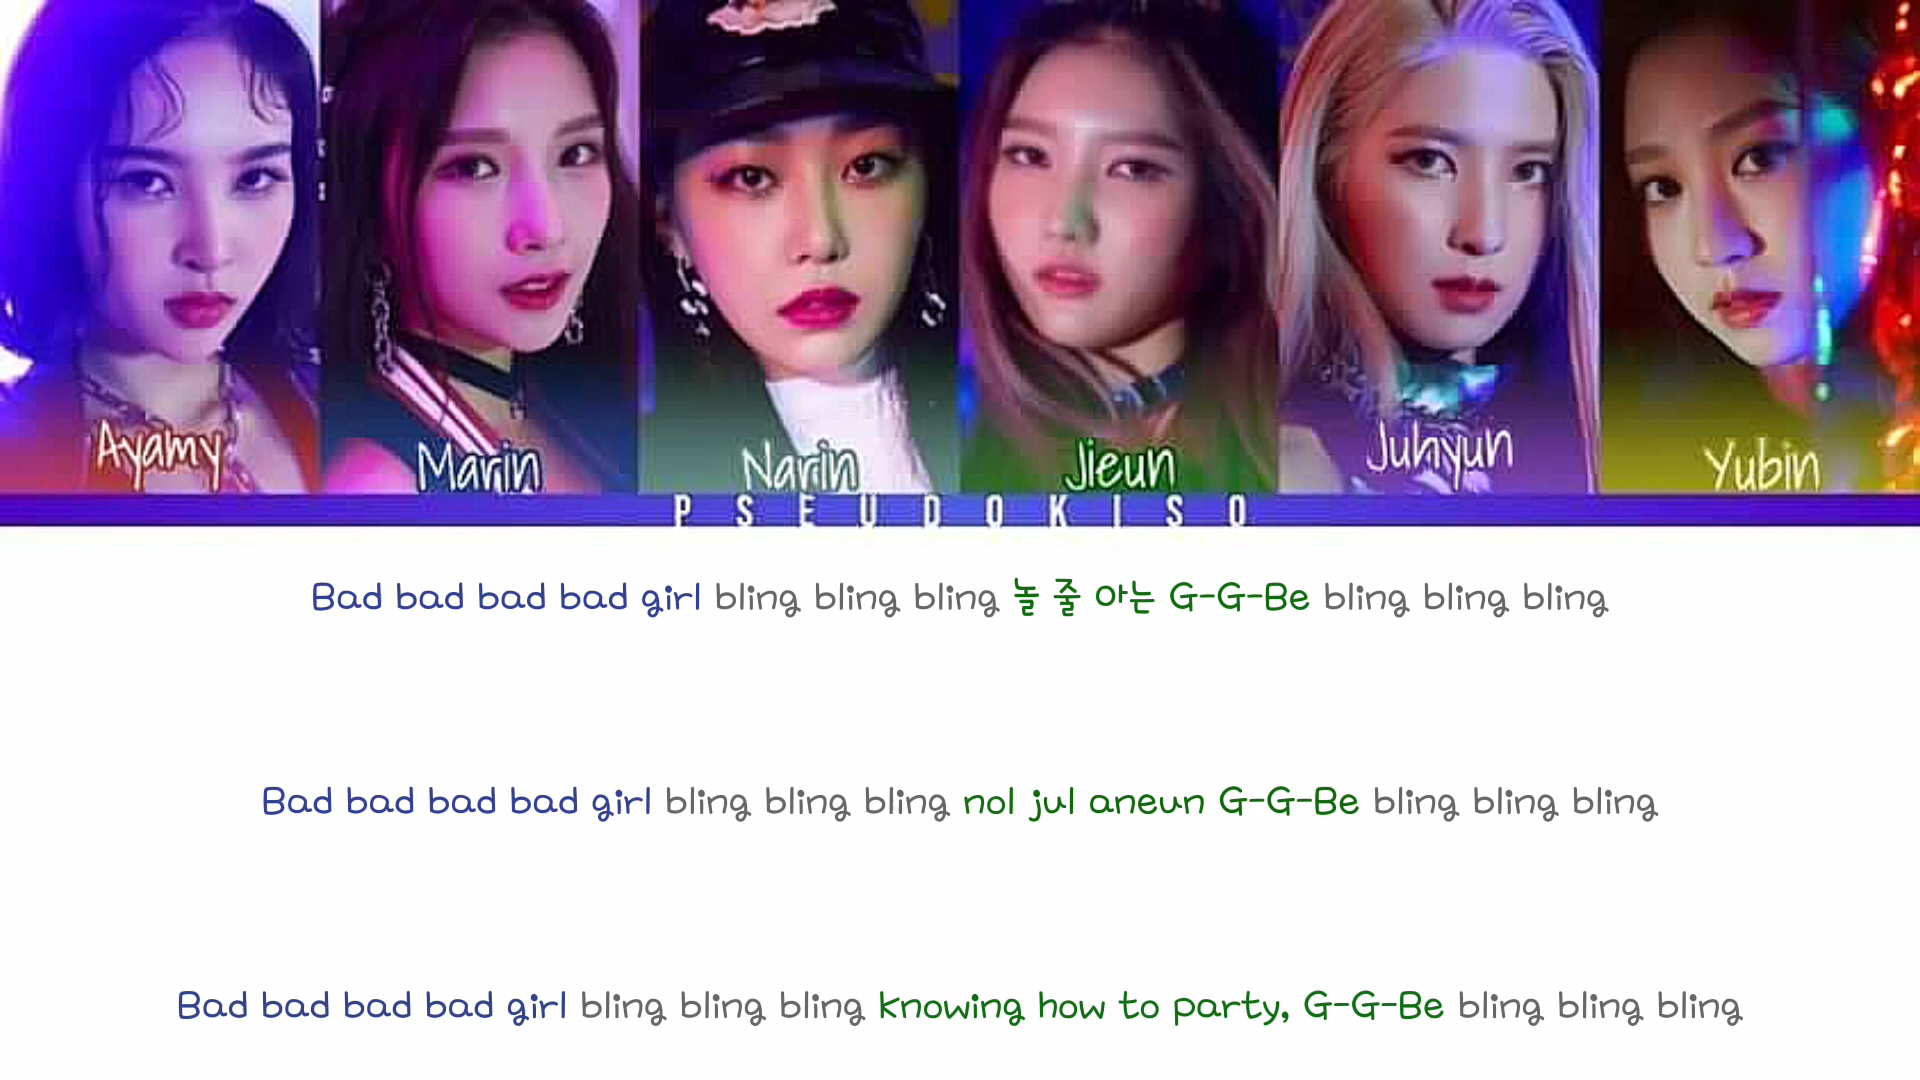 Ayamy Marin Narin Jieun Juhyun Yubin
PSEUDOKISO
Bad bad bad bad girl bling bling bling 놀 줄 아는 G-G-Be bling bling bling
Bad bad bad bad girl bling bling bling nol jul aneun G-G-Be bling bling bling
Bad bad bad bad girl bling bling bling knowing how to party, G-G-Be bling bling bling